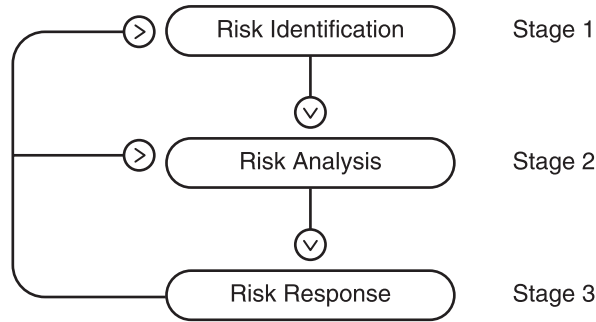 Risk Identification Stage 1
Risk Analysis Stage 2
Risk Response Stage 3